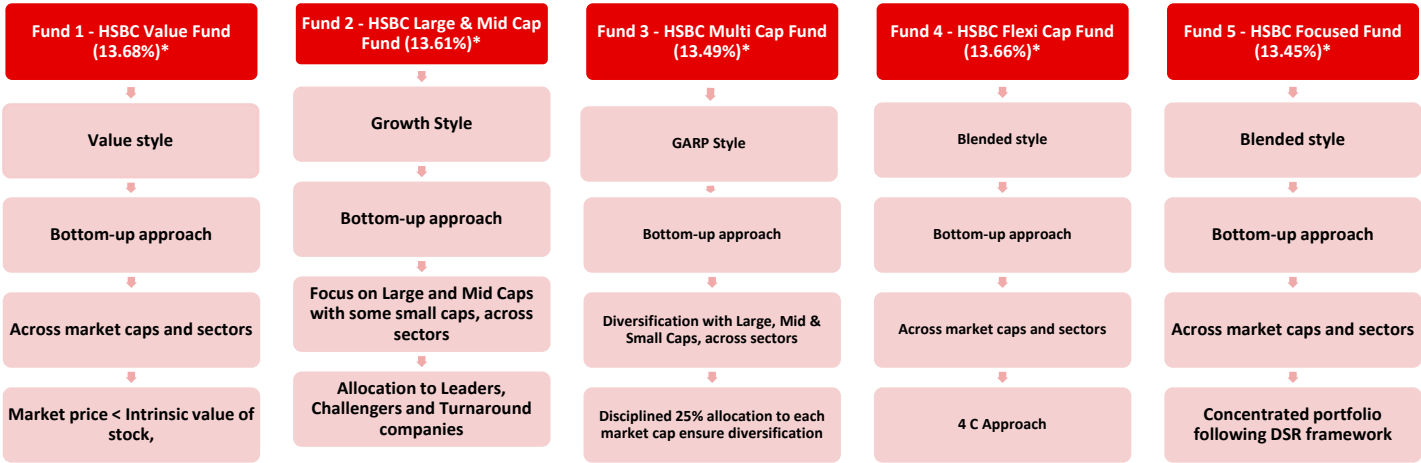 Fund 1 - HSBC Value Fund
(13.68%)*
Value style
Bottom-up approach
Across market caps and sectors
Market price < Intrinsic value of
stock,
Fund 2 - HSBC Large & Mid Cap
Fund (13.61%)*
Growth Style
Bottom-up approach
Focus on Large and Mid Caps
with some small caps, across
sectors
Allocation to Leaders,
Challengers and Turnaround
companies
Fund 3 - HSBC Multi Cap Fund
(13.49%)*
GARP Style
Bottom-up approach
Diversification with Large, Mid &
Small Caps, across sectors
Disciplined 25% allocation to each
market cap ensure diversification
Fund 4 - HSBC Flexi Cap Fund
(13.66%)*
Blended style
Bottom-up approach
Across market caps and sectors
4 C Approach
Fund 5 - HSBC Focused Fund
(13.45%)*
Blended style
Bottom-up approach
Across market caps and sectors
Concentrated portfolio
following DSR framework